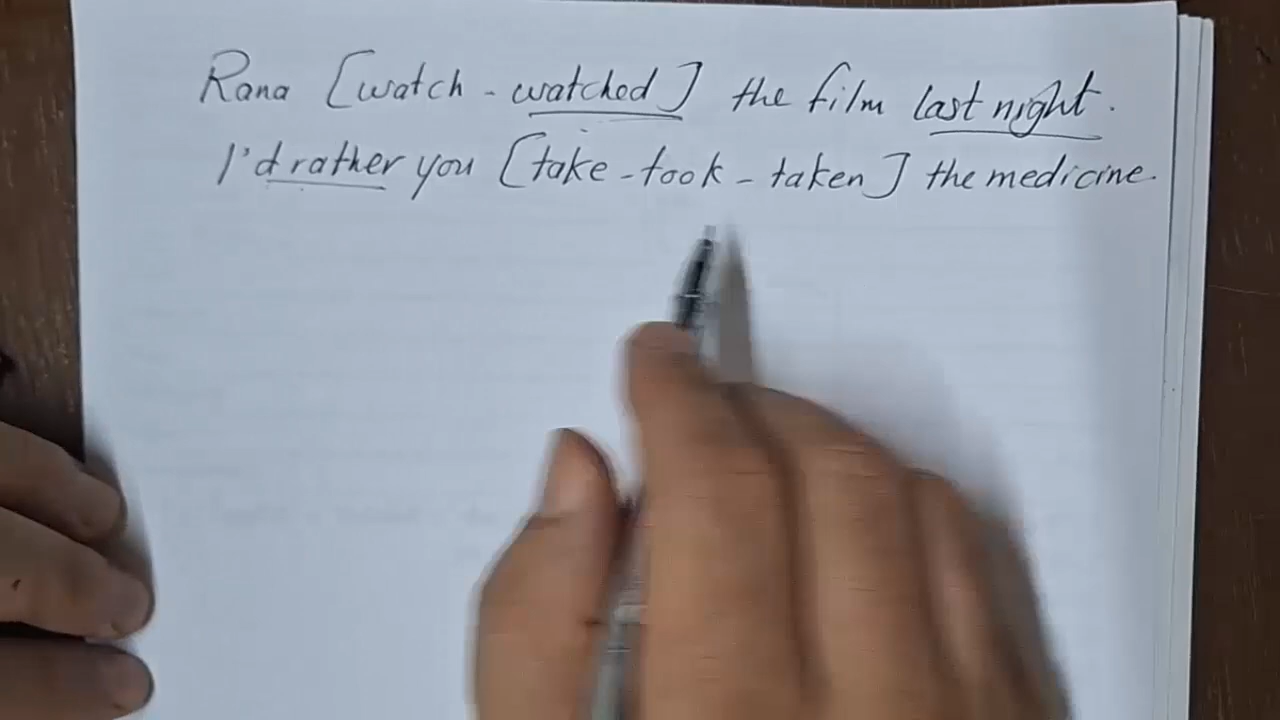 Rana [watch - watched] the film last night.
I'd rather you [take - took - taken] the medicine.